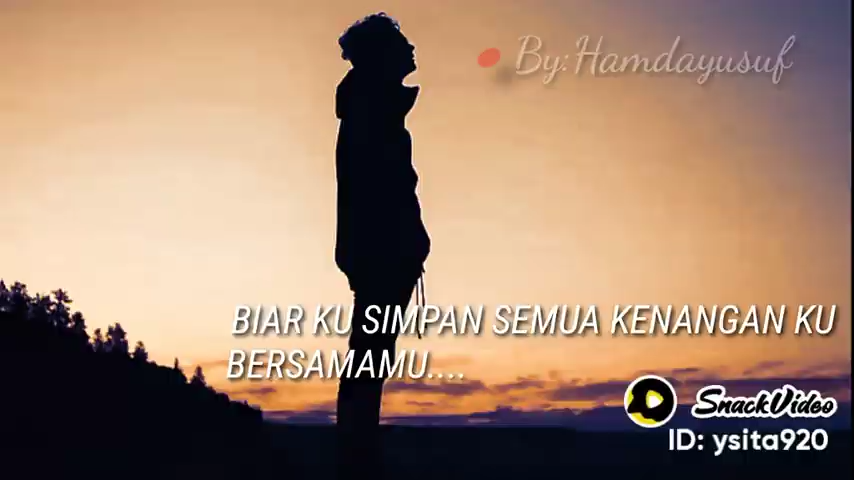 By:Hamdayusuf
BIAR KU SIMPAN SEMUA KENANGAN KU
BERSAMAMU....
SnackVideo
ID: ysita920